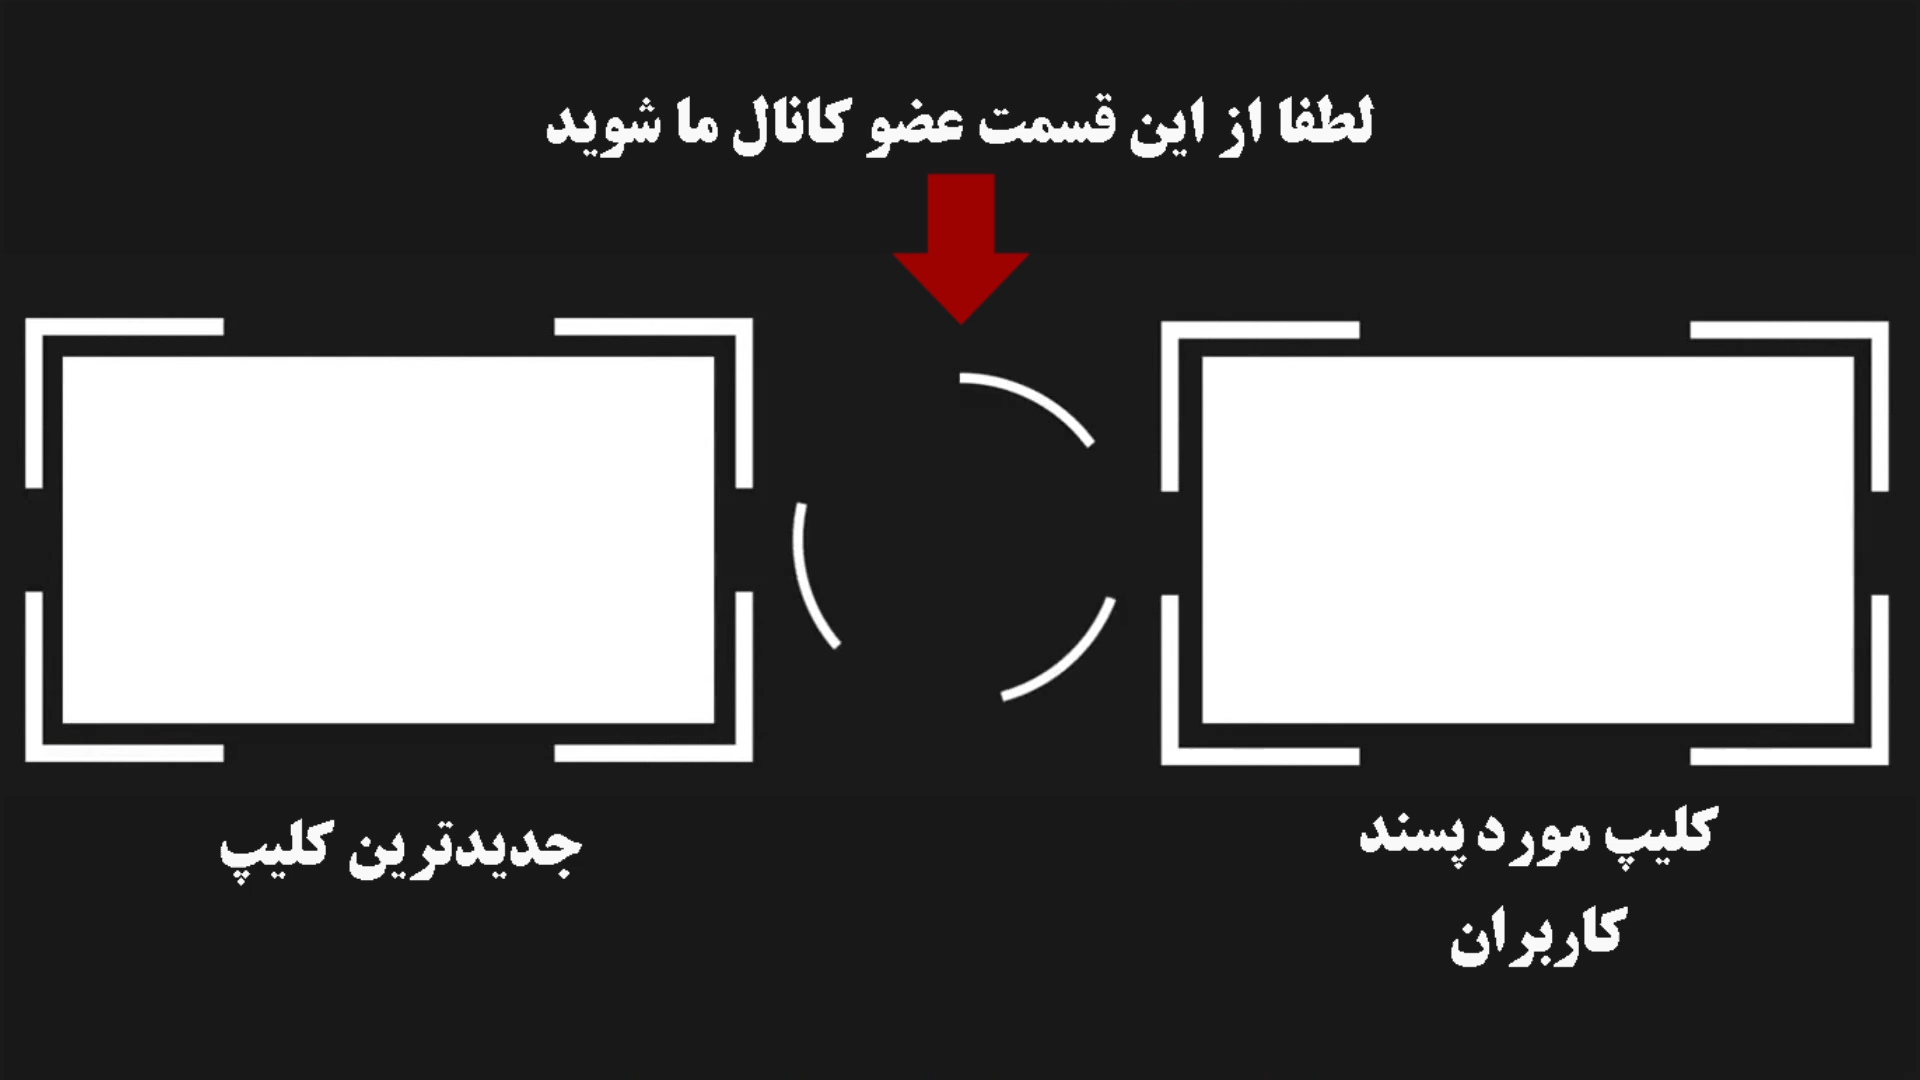 لطفا از این قسمت عضو کانال ما شوید
کلیپ مورد پسند
کاربران
جدیدترین کلیپ